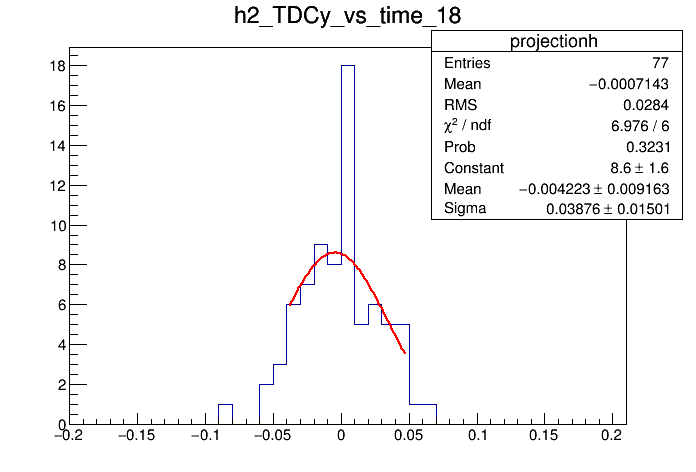 h2_TDCy_vs_time_18
projectionh
Entries 77
Mean −0.0007143
RMS 0.0284
χ² / ndf 6.976 / 6
Prob 0.3231
Constant 8.6 ± 1.6
Mean −0.004223 ± 0.009163
Sigma 0.03876 ± 0.01501
18
16
14
12
10
8
6
4
2
0
−0.2 −0.15 −0.1 −0.05 0 0.05 0.1 0.15 0.2